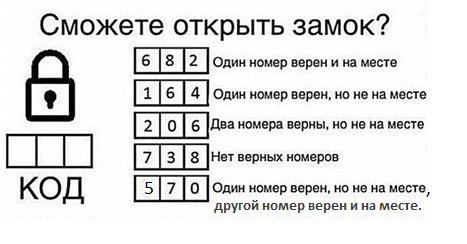 Сможете открыть замок?
6 8 2 Один номер верен и на месте
1 6 4 Один номер верен, но не на месте
2 0 6 Два номера верны, но не на месте
7 3 8 Нет верных номеров
5 7 0 Один номер верен, но не на месте,
другой номер верен и на месте.
КОД